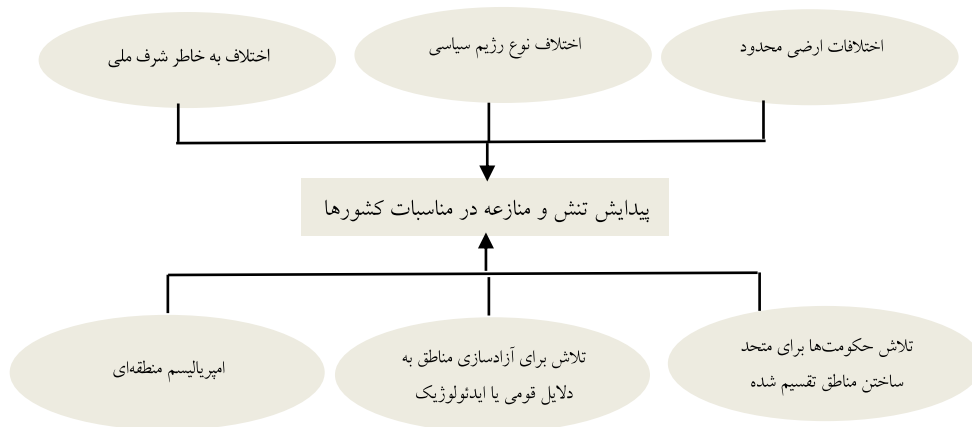 اختلافات ارضی محدود
اختلاف نوع رژیم سیاسی
اختلاف به خاطر شرف ملی
پیدایش تنش و منازعه در مناسبات کشورها
تلاش حکومت‌ها برای متحد
ساختن مناطق تقسیم شده
تلاش برای آزادسازی مناطق به
دلایل قومی یا ایدئولوژیک
امپریالیسم منطقه‌ای